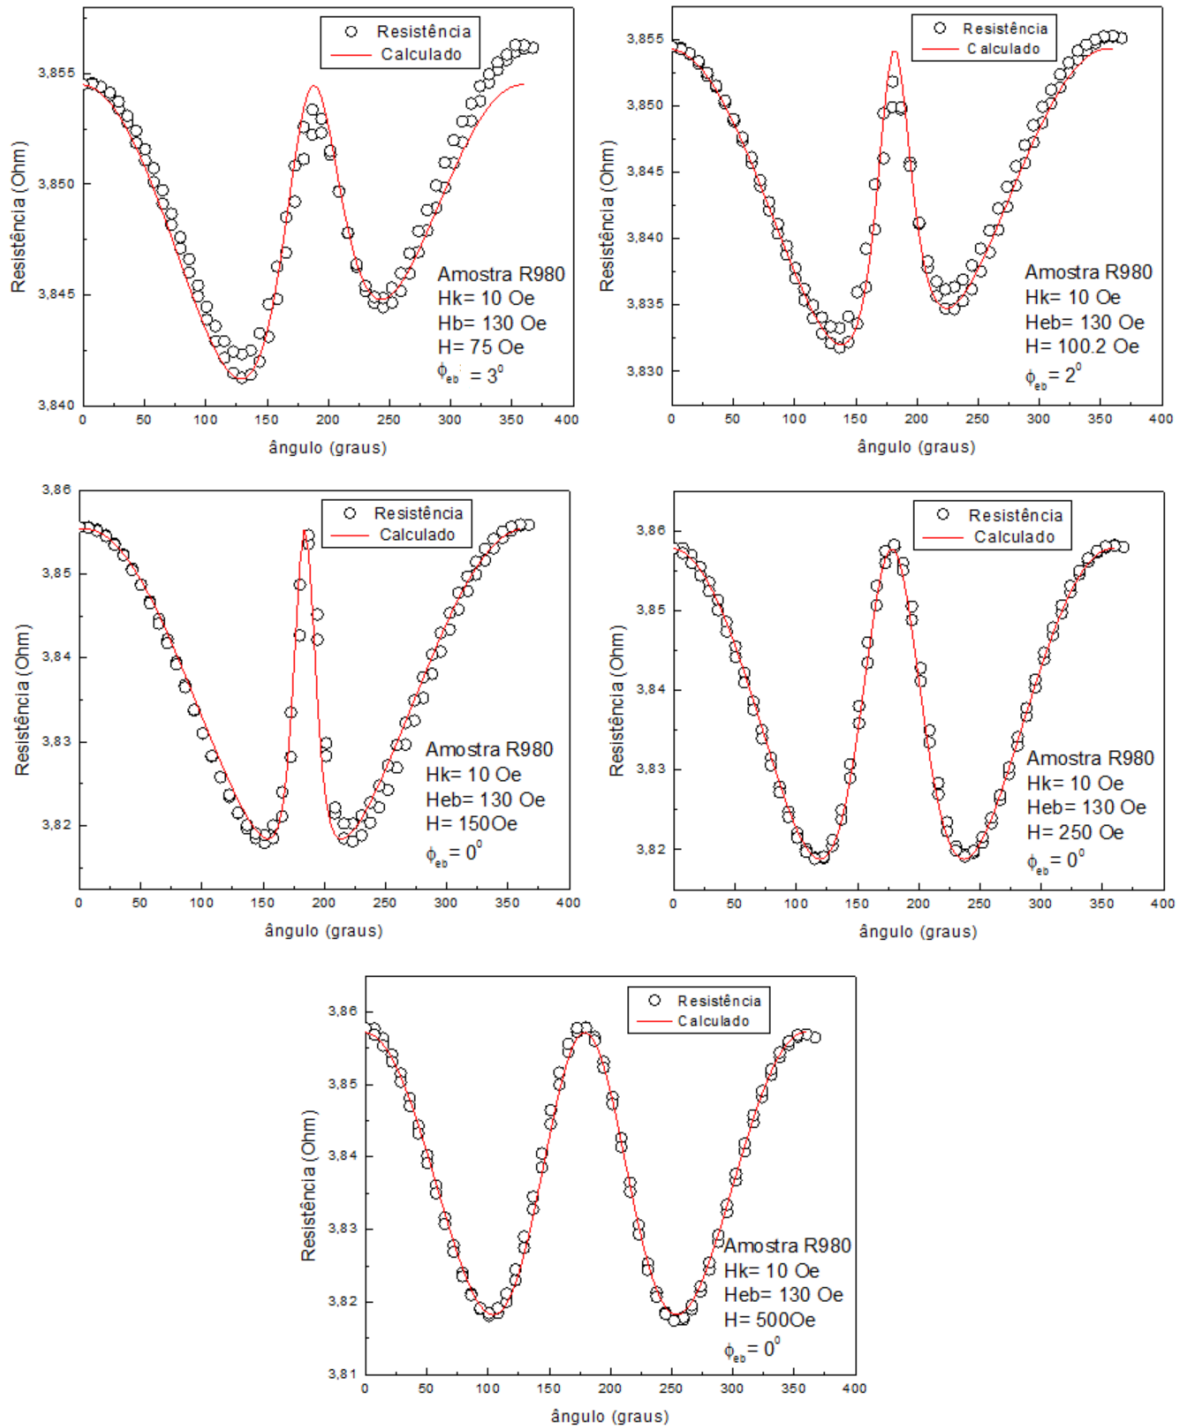 Resistência
Calculado
3,855
3,850
3,845
3,840
Resistência (Ohm)
Amostra R980
Hk= 10 Oe
Hb= 130 Oe
H= 75 Oe
ϕeb = 3⁰
0 50 100 150 200 250 300 350 400
ângulo (graus)
Resistência
Calculado
3,855
3,850
3,845
3,840
3,835
3,830
Resistência (Ohm)
Amostra R980
Hk= 10 Oe
Heb= 130 Oe
H= 100.2 Oe
ϕeb = 2⁰
0 50 100 150 200 250 300 350 400
ângulo (graus)
Resistência
Calculado
3,86
3,85
3,84
3,83
3,82
Resistência (Ohm)
Amostra R980
Hk= 10 Oe
Heb= 130 Oe
H= 150Oe
ϕeb = 0⁰
0 50 100 150 200 250 300 350 400
ângulo (graus)
Resistência
Calculado
3,86
3,85
3,84
3,83
3,82
Resistência (Ohm)
Amostra R980
Hk= 10 Oe
Heb= 130 Oe
H= 250 Oe
ϕeb = 0⁰
0 50 100 150 200 250 300 350 400
ângulo (graus)
Resistência
Calculado
3,86
3,85
3,84
3,83
3,82
3,81
Resistência (Ohm)
Amostra R980
Hk= 10 Oe
Heb= 130 Oe
H= 500Oe
ϕeb = 0⁰
0 50 100 150 200 250 300 350 400
ângulo (graus)